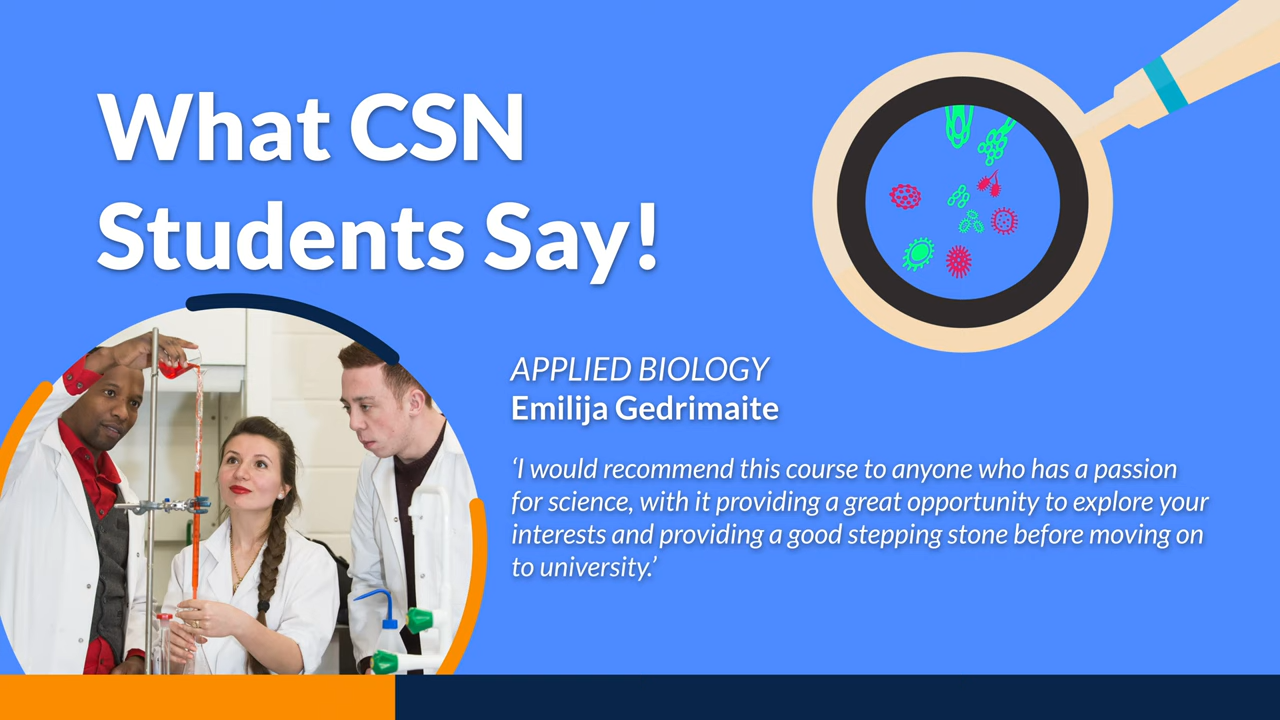 What CSN
Students Say!
APPLIED BIOLOGY
Emilija Gedrimaite
‘I would recommend this course to anyone who has a passion
for science, with it providing a great opportunity to explore your
interests and providing a good stepping stone before moving on
to university.’